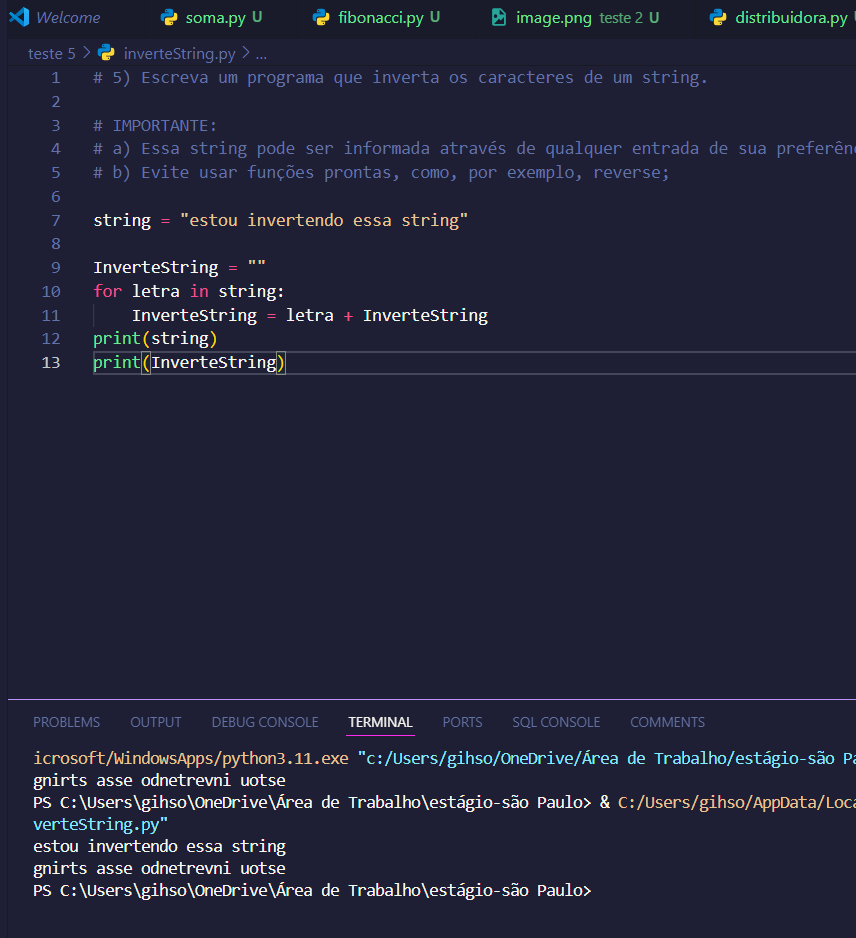 Welcome soma.py U fibonacci.py U image.png teste 2 U distribuidora.py
teste 5 > inverteString.py > ...
1 # 5) Escreva um programa que inverta os caracteres de um string.
2
3 # IMPORTANTE:
4 # a) Essa string pode ser informada através de qualquer entrada de sua preferên
5 # b) Evite usar funções prontas, como, por exemplo, reverse;
6
7 string = "estou invertendo essa string"
8
9 InverteString = ""
10 for letra in string:
11 InverteString = letra + InverteString
12 print(string)
13 print(InverteString)
PROBLEMS OUTPUT DEBUG CONSOLE TERMINAL PORTS SQL CONSOLE COMMENTS
icrosoft/WindowsApps/python3.11.exe "c:/Users/gihso/OneDrive/Área de Trabalho/estágio-são Pa
gnirts asse odnetrevni uotse
PS C:\Users\gihso\OneDrive\Área de Trabalho\estágio-são Paulo> & C:/Users/gihso/AppData/Loca
verteString.py"
estou invertendo essa string
gnirts asse odnetrevni uotse
PS C:\Users\gihso\OneDrive\Área de Trabalho\estágio-são Paulo>